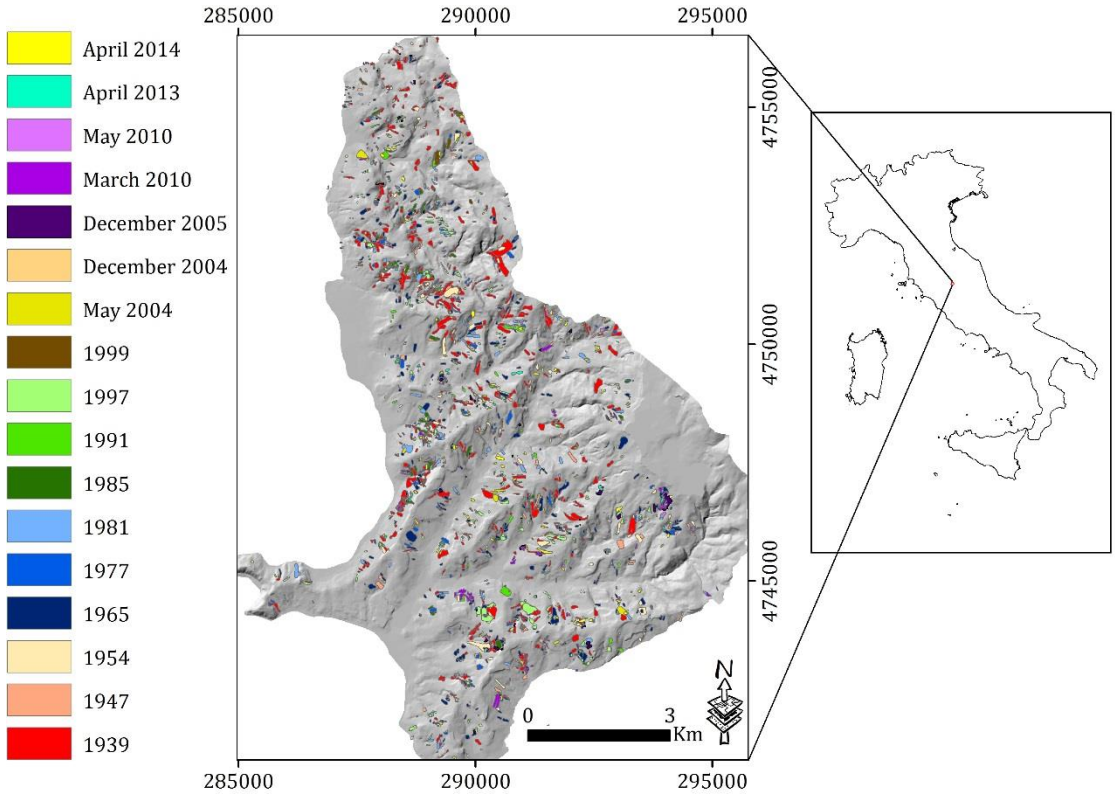 285000 290000 295000
April 2014
April 2013
May 2010
March 2010
December 2005
December 2004
May 2004
1999
1997
1991
1985
1981
1977
1965
1954
1947
1939
4755000
4750000
4745000
N
0 3
Km
285000 290000 295000